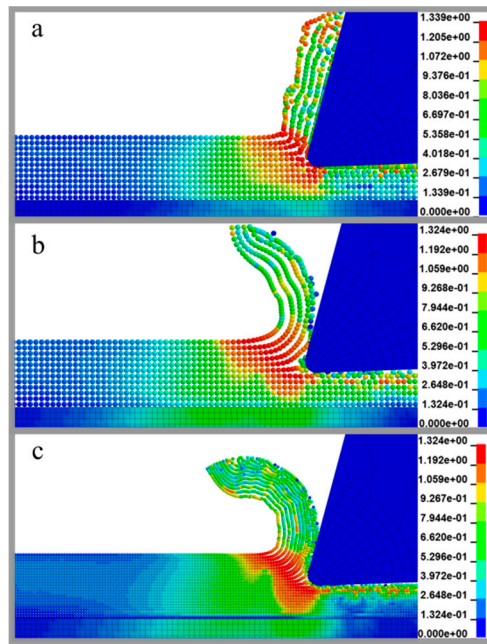 a
1.339e+00
1.205e+00
1.072e+00
9.376e-01
8.036e-01
6.697e-01
5.358e-01
4.018e-01
2.679e-01
1.339e-01
0.000e+00
b
1.324e+00
1.192e+00
1.059e+00
9.268e-01
7.944e-01
6.620e-01
5.296e-01
3.972e-01
2.648e-01
1.324e-01
0.000e+00
c
1.324e+00
1.192e+00
1.059e+00
9.267e-01
7.944e-01
6.620e-01
5.296e-01
3.972e-01
2.648e-01
1.324e-01
0.000e+00